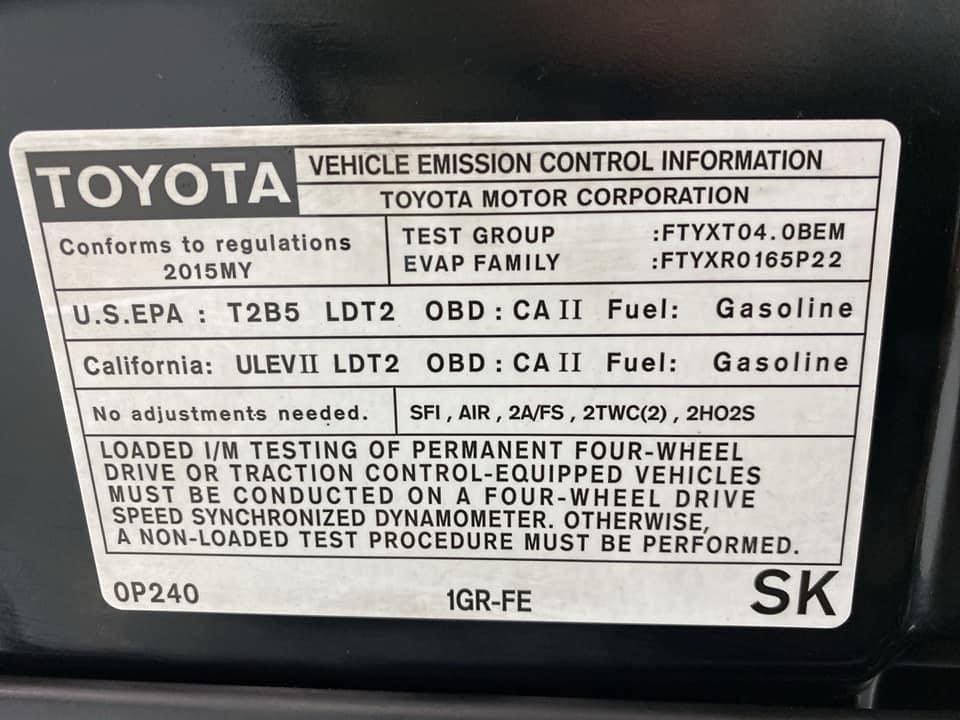 TOYOTA
VEHICLE EMISSION CONTROL INFORMATION
TOYOTA MOTOR CORPORATION
Conforms to regulations
2015MY
TEST GROUP :FTYXT04.0BEM
EVAP FAMILY :FTYXR0165P22
U.S.EPA : T2B5 LDT2 OBD : CA II Fuel: Gasoline
California: ULEVII LDT2 OBD : CA II Fuel: Gasoline
No adjustments needed.
SFI , AIR , 2A/FS , 2TWC(2) , 2HO2S
LOADED I/M TESTING OF PERMANENT FOUR-WHEEL
DRIVE OR TRACTION CONTROL-EQUIPPED VEHICLES
MUST BE CONDUCTED ON A FOUR-WHEEL DRIVE
SPEED SYNCHRONIZED DYNAMOMETER. OTHERWISE,
A NON-LOADED TEST PROCEDURE MUST BE PERFORMED.
0P240 1GR-FE SK